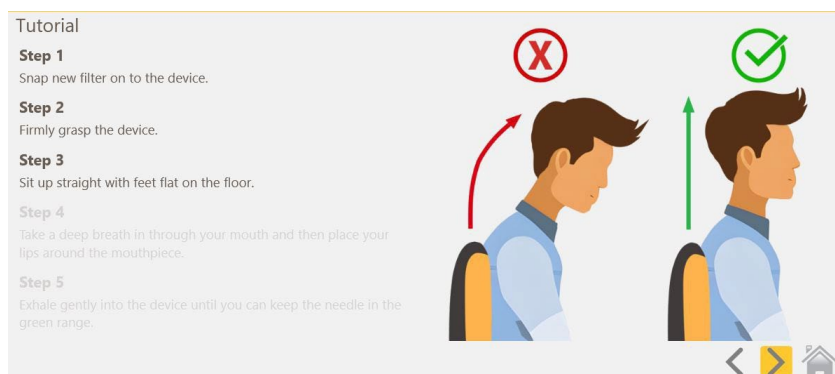 Tutorial
Step 1
Snap new filter on to the device.
Step 2
Firmly grasp the device.
Step 3
Sit up straight with feet flat on the floor.
Step 4
Take a deep breath in through your mouth and then place your
lips around the mouthpiece.
Step 5
Exhale gently into the device until you can keep the needle in the
green range.
X